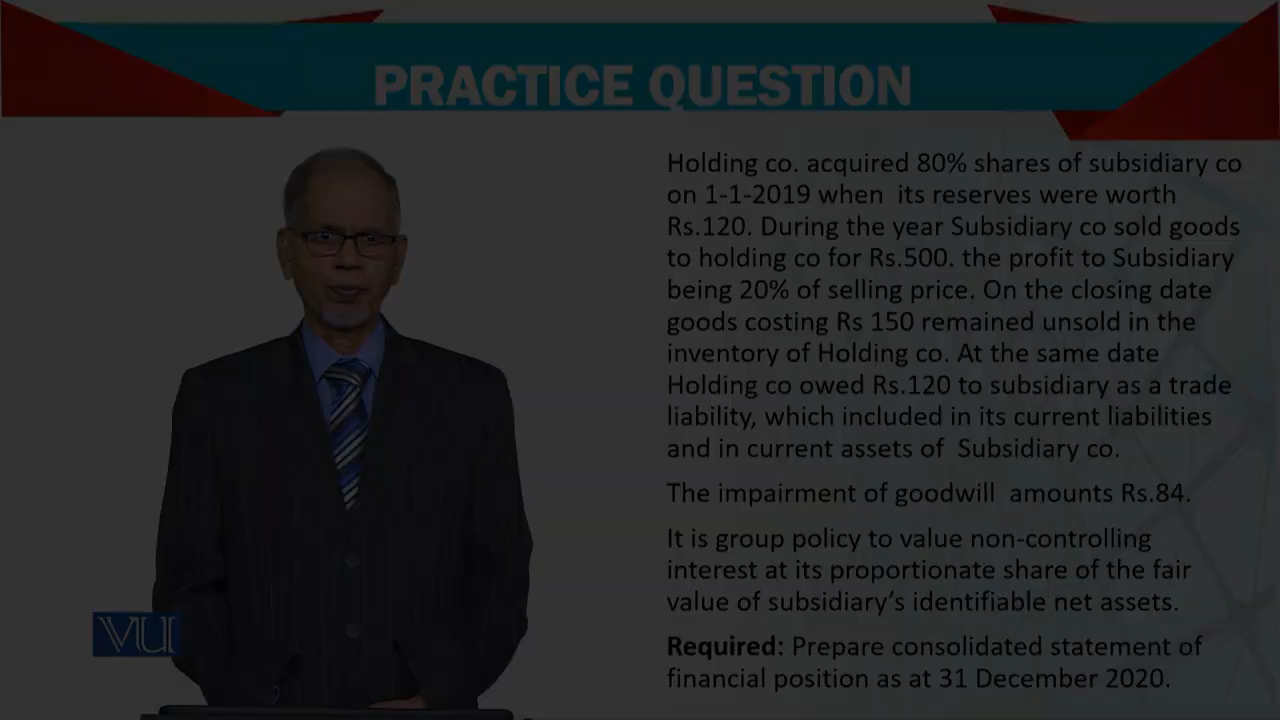 PRACTICE QUESTION
Holding co. acquired 80% shares of subsidiary co
on 1-1-2019 when its reserves were worth
Rs.120. During the year Subsidiary co sold goods
to holding co for Rs.500. the profit to Subsidiary
being 20% of selling price. On the closing date
goods costing Rs 150 remained unsold in the
inventory of Holding co. At the same date
Holding co owed Rs.120 to subsidiary as a trade
liability, which included in its current liabilities
and in current assets of Subsidiary co.
The impairment of goodwill amounts Rs.84.
It is group policy to value non-controlling
interest at its proportionate share of the fair
value of subsidiary's identifiable net assets.
Required: Prepare consolidated statement of
financial position as at 31 December 2020.
VU